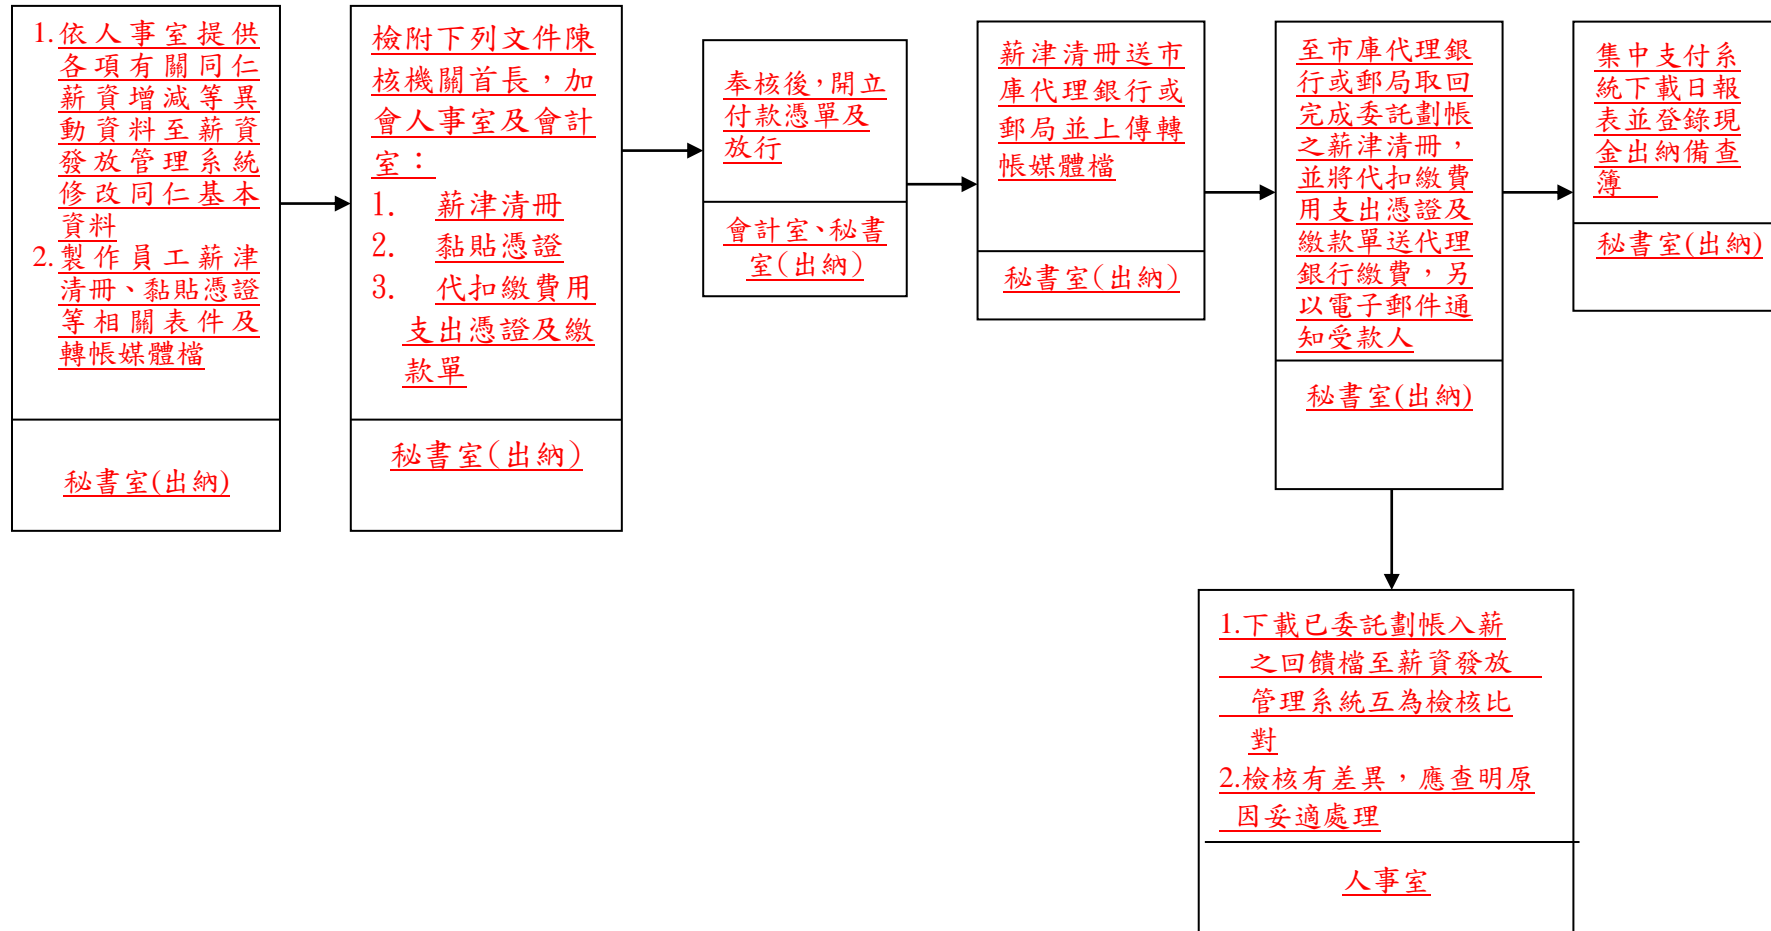 1.依人事室提供
各項有關同仁
薪資增減等異
動資料至薪資
發放管理系統
修改同仁基本
資料
2.製作員工薪津
清冊、黏貼憑證
等相關表件及
轉帳媒體檔
秘書室(出納)
檢附下列文件陳
核機關首長，加
會人事室及會計
室：
1. 薪津清冊
2. 黏貼憑證
3. 代扣繳費用
支出憑證及繳
款單
秘書室(出納)
奉核後，開立
付款憑單及
放行
會計室、秘書
室(出納)
薪津清冊送市
庫代理銀行或
郵局並上傳轉
帳媒體檔
秘書室(出納)
至市庫代理銀
行或郵局取回
完成委託劃帳
之薪津清冊，
並將代扣繳費
用支出憑證及
繳款單送代理
銀行繳費，另
以電子郵件通
知受款人
秘書室(出納)
集中支付系
統下載日報
表並登錄現
金出納備查
簿
秘書室(出納)
1.下載已委託劃帳入薪
之回饋檔至薪資發放
管理系統互為檢核比
對
2.檢核有差異，應查明原
因妥適處理
人事室